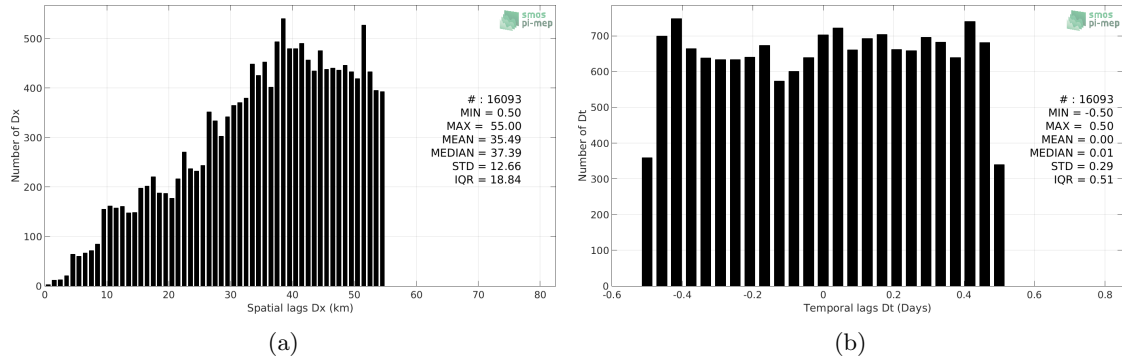 smos
pi-mep
500
400
300
200
100
0
Number of Dx
# : 16093
MIN = 0.50
MAX = 55.00
MEAN = 35.49
MEDIAN = 37.39
STD = 12.66
IQR = 18.84
0 10 20 30 40 50 60 70 80
Spatial lags Dx (km)
(a)
smos
pi-mep
700
600
500
400
300
200
100
0
Number of Dt
# : 16093
MIN = -0.50
MAX = 0.50
MEAN = 0.00
MEDIAN = 0.01
STD = 0.29
IQR = 0.51
-0.6 -0.4 -0.2 0 0.2 0.4 0.6 0.8
Temporal lags Dt (Days)
(b)